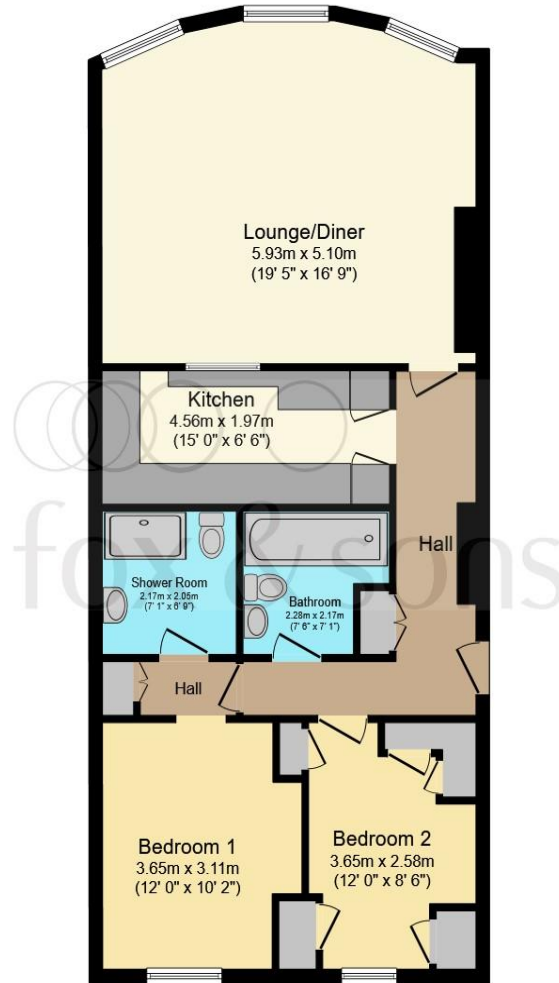 Lounge/Diner
5.93m x 5.10m
(19' 5" x 16' 9")
Kitchen
4.56m x 1.97m
(15' 0" x 6' 6")
Hall
fox & sons
Shower Room
2.17m x 2.05m
(7' 1" x 6' 9")
Bathroom
2.28m x 2.17m
(7' 6" x 7' 1")
Hall
Bedroom 1
3.65m x 3.11m
(12' 0" x 10' 2")
Bedroom 2
3.65m x 2.58m
(12' 0" x 8' 6")